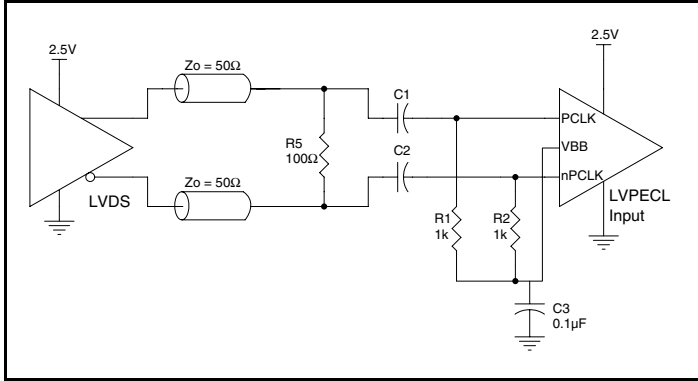 2.5V
2.5V
Zo = 50Ω
C1
PCLK
R5
100Ω
VBB
C2
Zo = 50Ω
nPCLK
LVDS
LVPECL
Input
R1
1k
R2
1k
C3
0.1µF